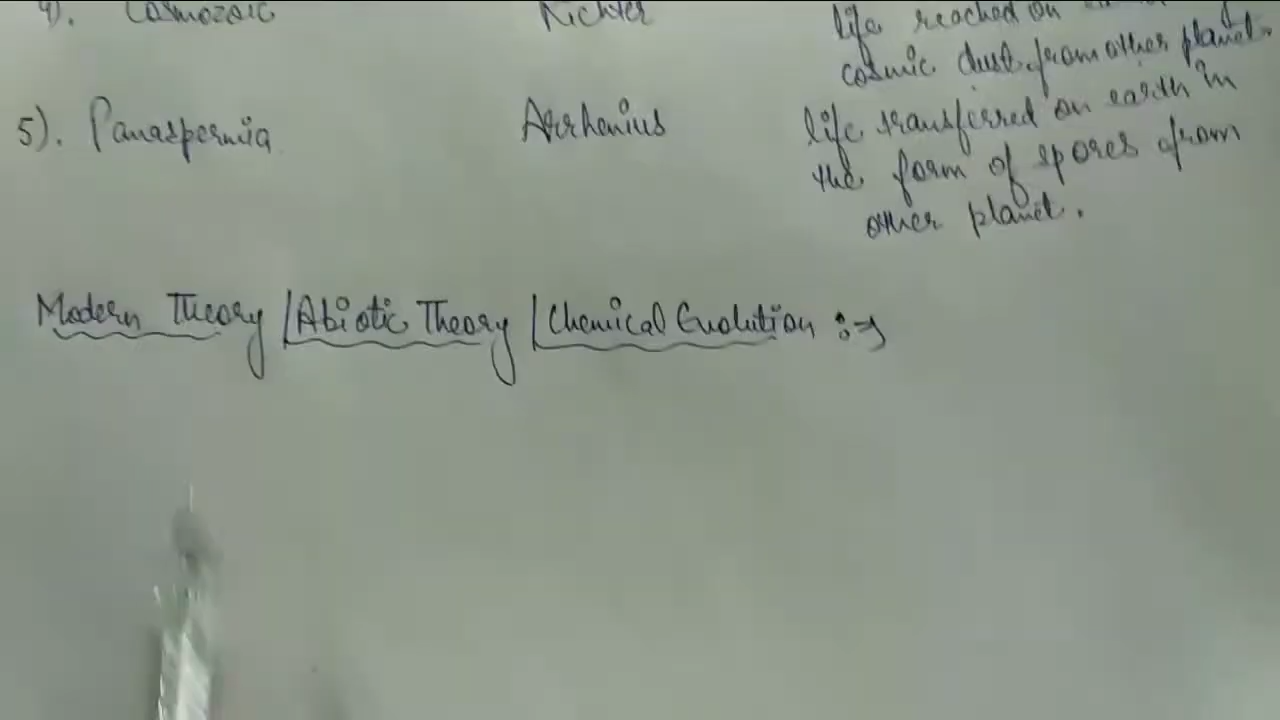 4). Cosmozoic Richter life reached on
cosmic dust from other planet.
5). Panaspermia Arrhenius life transferred on earth in
the form of spores from
other planet.
Modern Theory / Abiotic Theory / Chemical Evolution :→